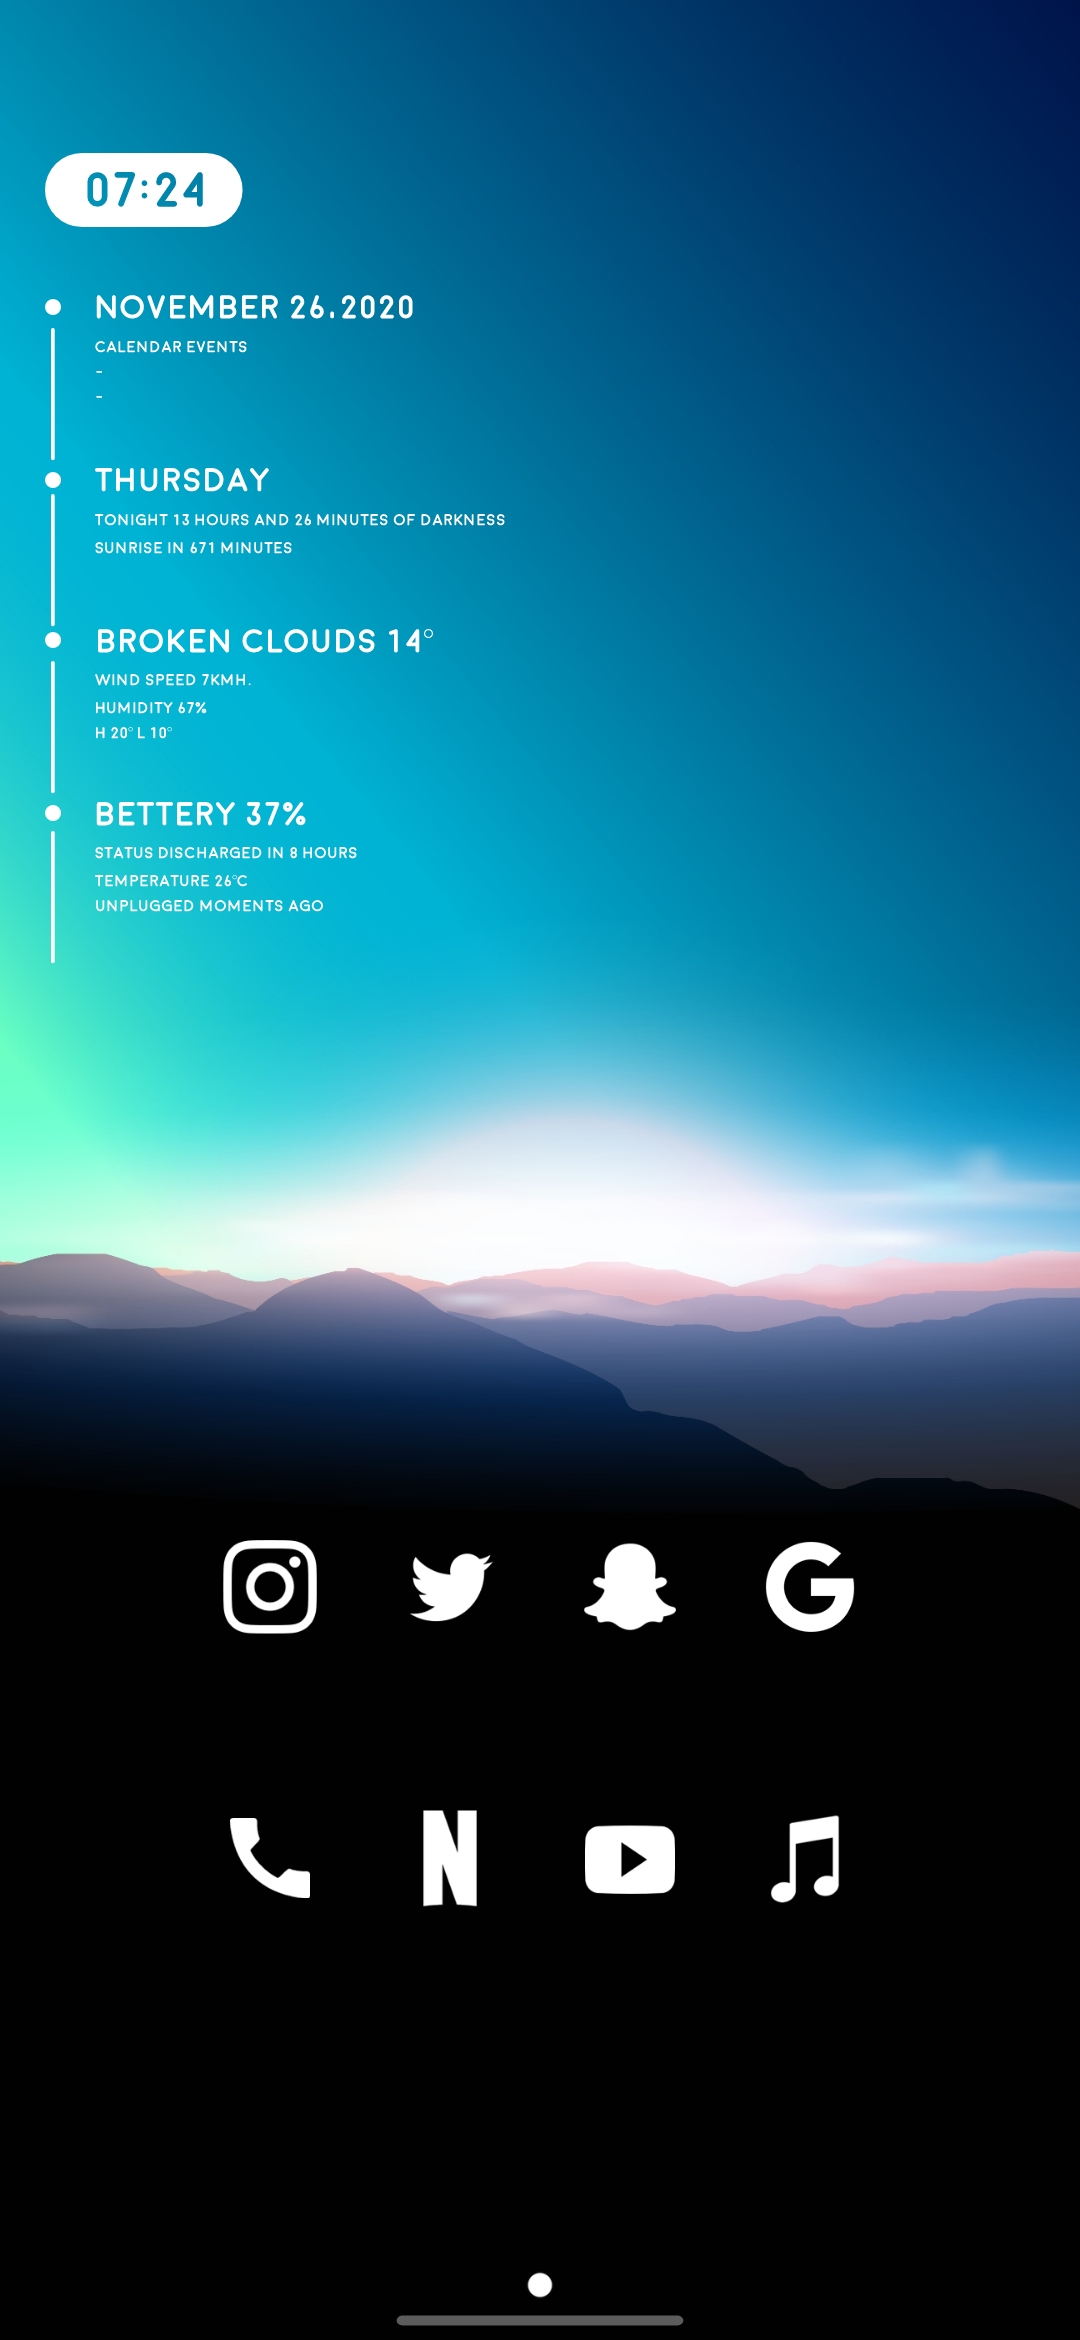 07:24
NOVEMBER 26.2020
CALENDAR EVENTS
-
-
THURSDAY
TONIGHT 13 HOURS AND 26 MINUTES OF DARKNESS
SUNRISE IN 671 MINUTES
BROKEN CLOUDS 14°
WIND SPEED 7KMH.
HUMIDITY 67%
H 20° L 10°
BETTERY 37%
STATUS DISCHARGED IN 8 HOURS
TEMPERATURE 26°C
UNPLUGGED MOMENTS AGO